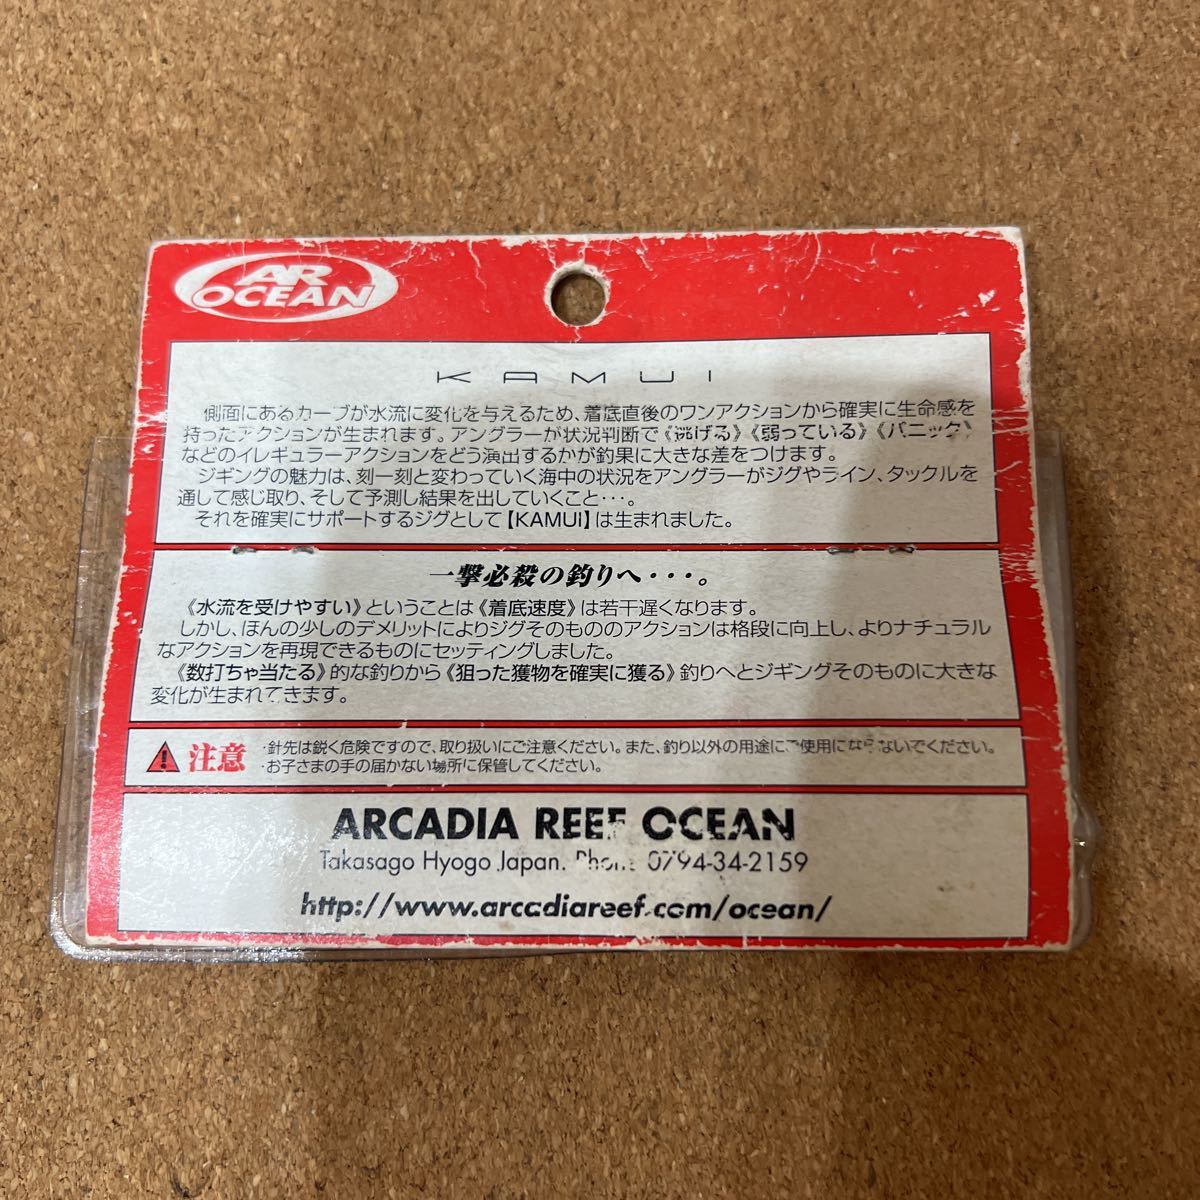 AR
OCEAN
KAMUI
側面にあるカーブが水流に変化を与えるため、着底直後のワンアクションから確実に生命感を
持ったアクションが生まれます。アングラーが状況判断で《逃げる》《弱っている》《パニック》
などのイレギュラーアクションをどう演出するかが釣果に大きな差をつけます。
ジギングの魅力は、刻一刻と変わっていく海中の状況をアングラーがジグやライン、タックルを
通して感じ取り、そして予測し結果を出していくこと・・・。
それを確実にサポートするジグとして【KAMUI】は生まれました。
一撃必殺の釣りへ・・・。
《水流を受けやすい》ということは《着底速度》は若干遅くなります。
しかし、ほんの少しのデメリットによりジグそのもののアクションは格段に向上し、よりナチュラル
なアクションを再現できるものにセッティングしました。
《数打ちゃ当たる》的な釣りから《狙った獲物を確実に獲る》釣りへとジギングそのものに大きな
変化が生まれてきます。
注意
・針先は鋭く危険ですので、取り扱いにご注意ください。また、釣り以外の用途にご使用にならないでください。
・お子さまの手の届かない場所に保管してください。
ARCADIA REEF OCEAN
Takasago Hyogo Japan. Phone 0794-34-2159
http://www.arcadiareef.com/ocean/